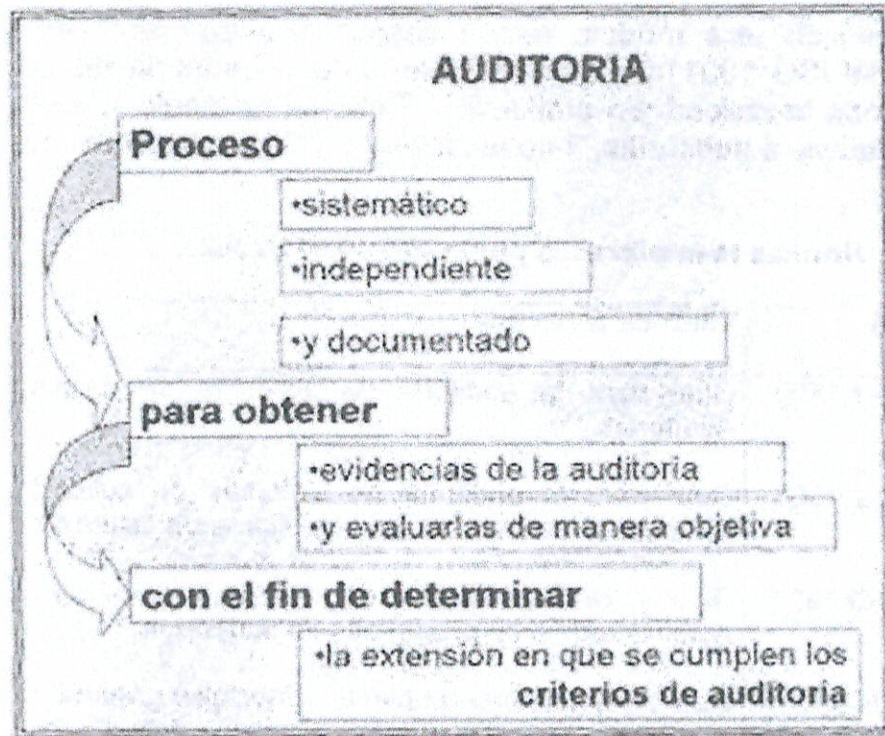 AUDITORIA
Proceso
•sistemático
•independiente
•y documentado
para obtener
•evidencias de la auditoria
•y evaluarlas de manera objetiva
con el fin de determinar
•la extensión en que se cumplen los
criterios de auditoria